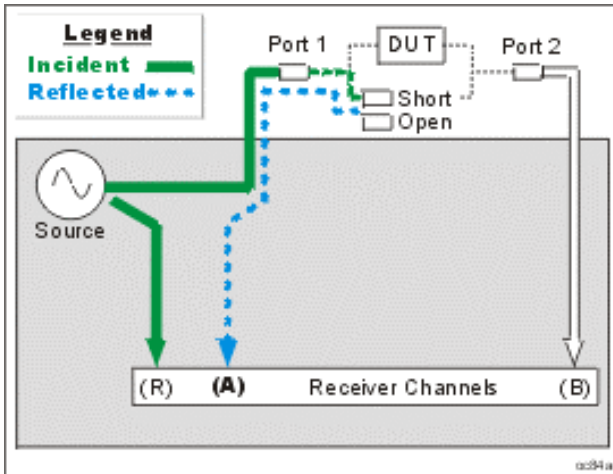 Legend
Incident
Reflected
Port 1
DUT
Port 2
Short
Open
Source
(R) (A) Receiver Channels (B)